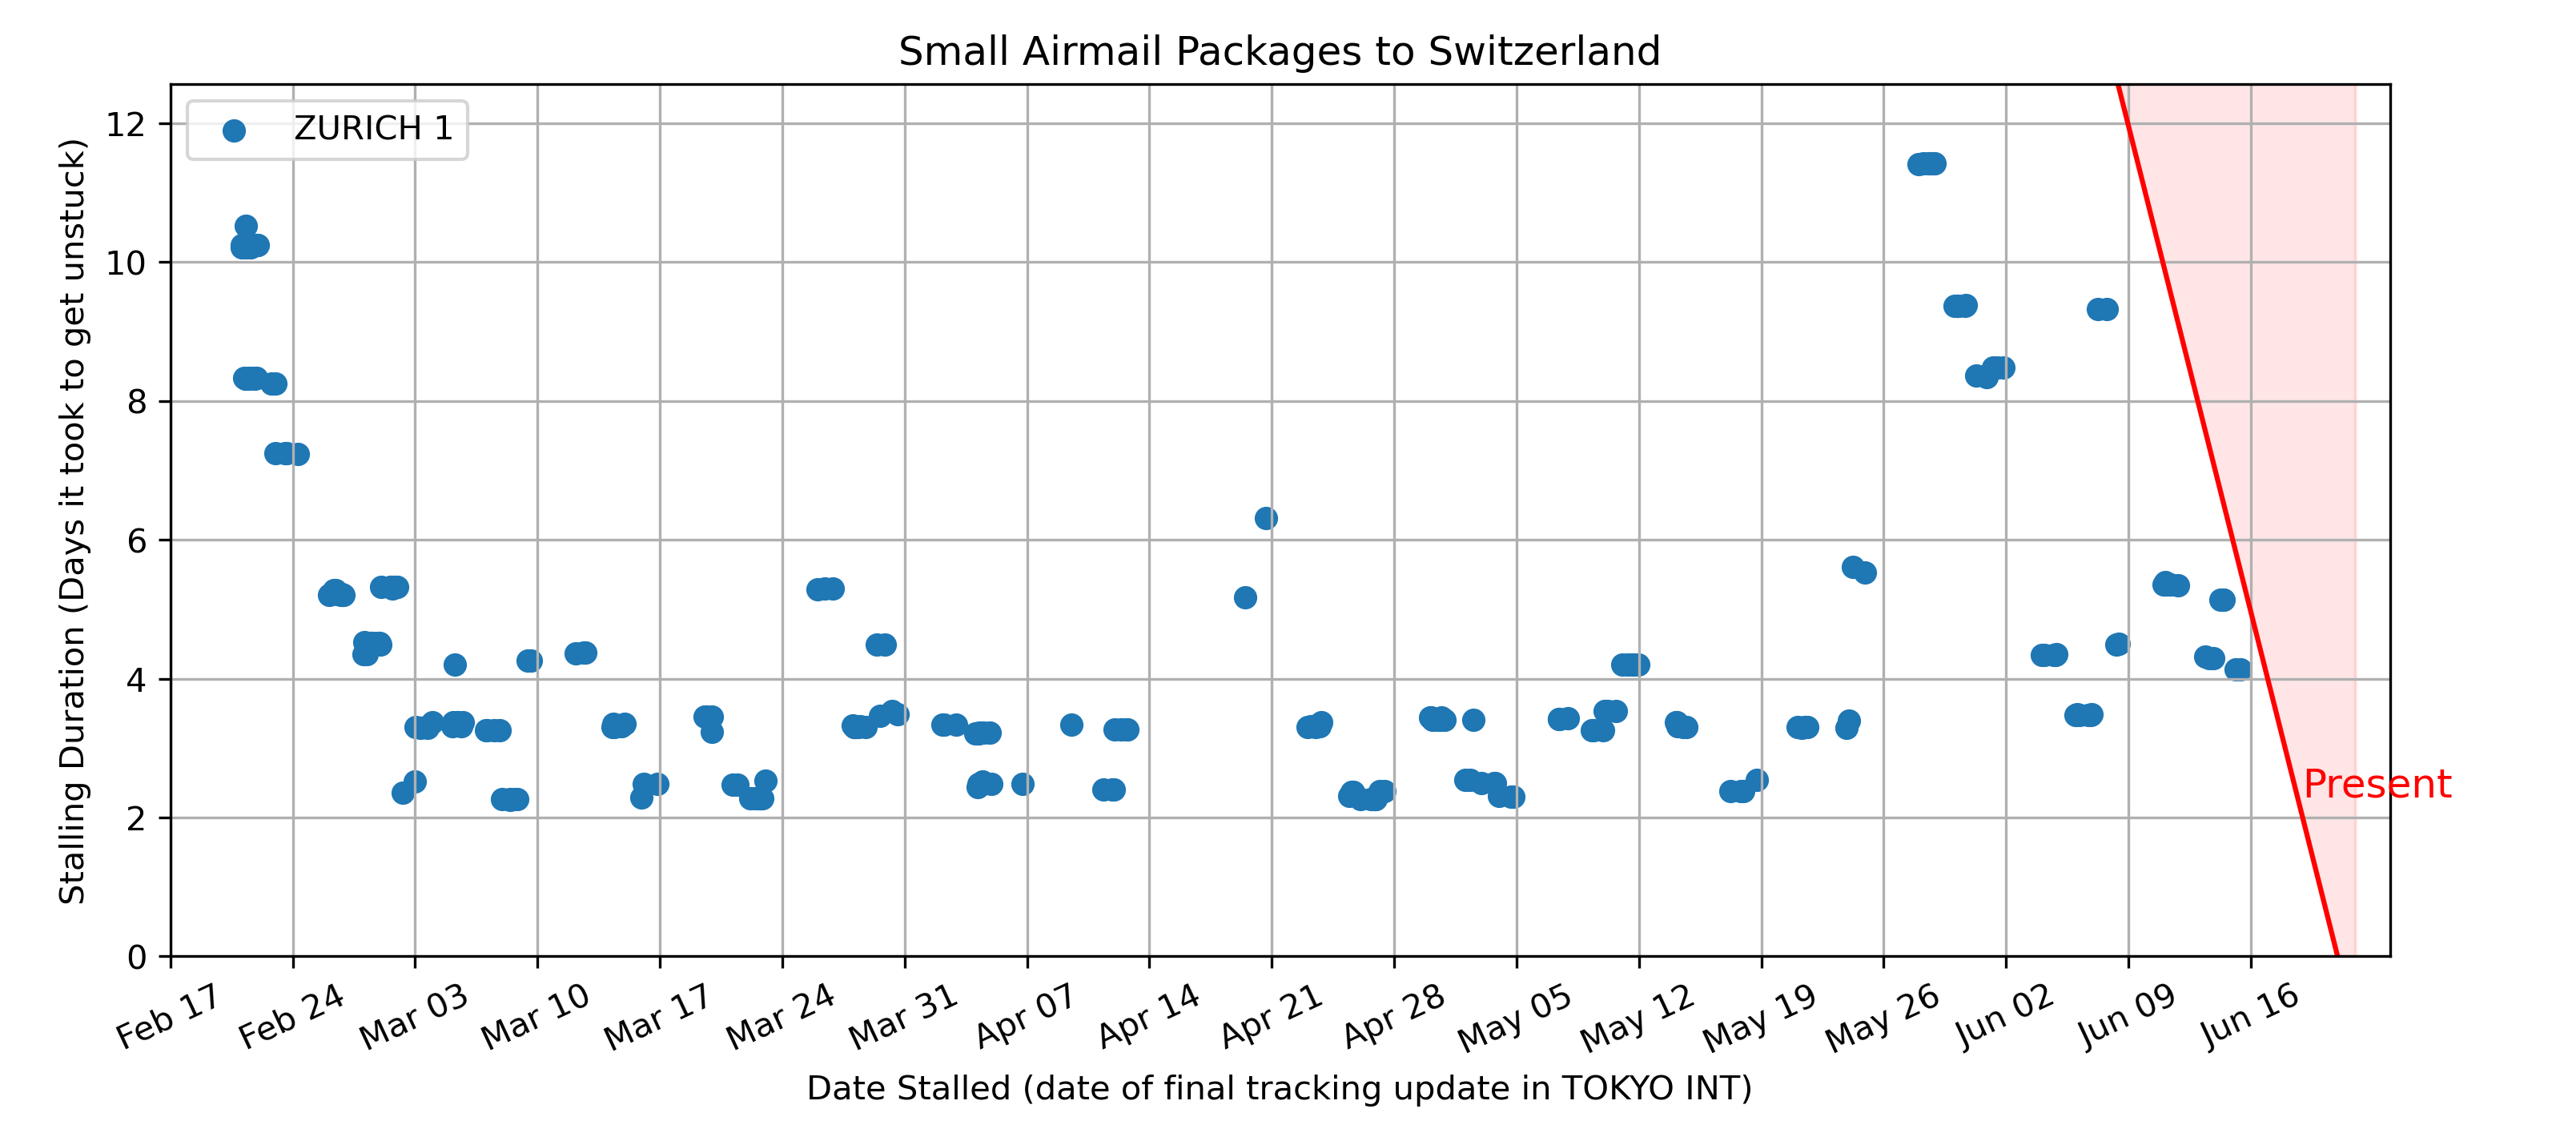 Small Airmail Packages to Switzerland
ZURICH 1
Stalling Duration (Days it took to get unstuck)
12
10
8
6
4
2
0
Present
Feb 17
Feb 24
Mar 03
Mar 10
Mar 17
Mar 24
Mar 31
Apr 07
Apr 14
Apr 21
Apr 28
May 05
May 12
May 19
May 26
Jun 02
Jun 09
Jun 16
Date Stalled (date of final tracking update in TOKYO INT)